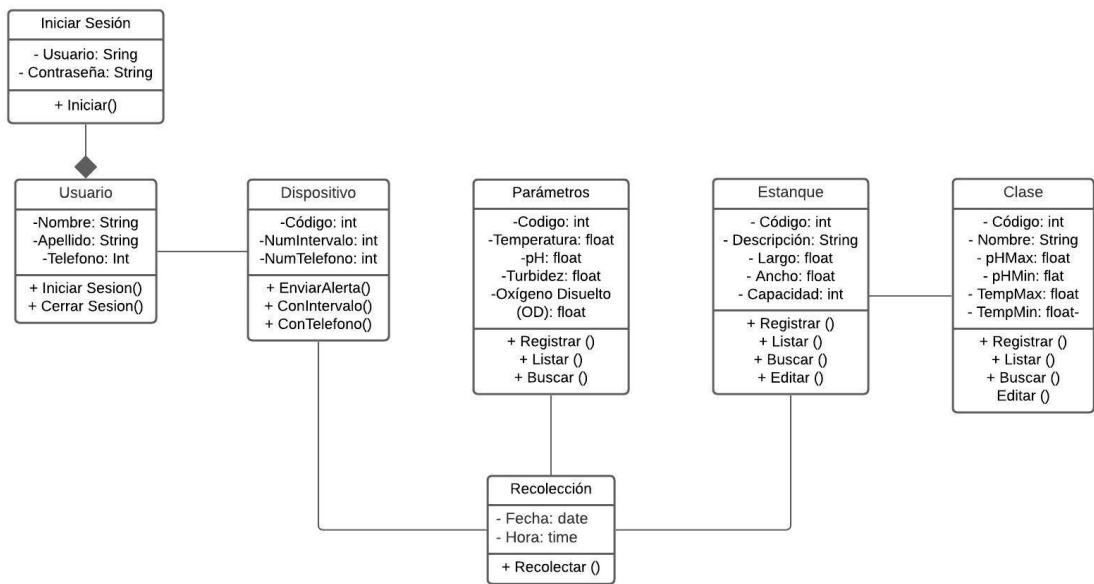 Iniciar Sesión
- Usuario: Sring
- Contraseña: String
+ Iniciar()
Usuario
-Nombre: String
-Apellido: String
-Telefono: Int
+ Iniciar Sesion()
+ Cerrar Sesion()
Dispositivo
-Código: int
-NumIntervalo: int
-NumTelefono: int
+ EnviarAlerta()
+ ConIntervalo()
+ ConTelefono()
Parámetros
-Codigo: int
-Temperatura: float
-pH: float
-Turbidez: float
-Oxígeno Disuelto
(OD): float
+ Registrar ()
+ Listar ()
+ Buscar ()
Estanque
- Código: int
- Descripción: String
- Largo: float
- Ancho: float
- Capacidad: int
+ Registrar ()
+ Listar ()
+ Buscar ()
+ Editar ()
Clase
- Código: int
- Nombre: String
- pHMax: float
- pHMin: flat
- TempMax: float
- TempMin: float-
+ Registrar ()
+ Listar ()
+ Buscar ()
Editar ()
Recolección
- Fecha: date
- Hora: time
+ Recolectar ()